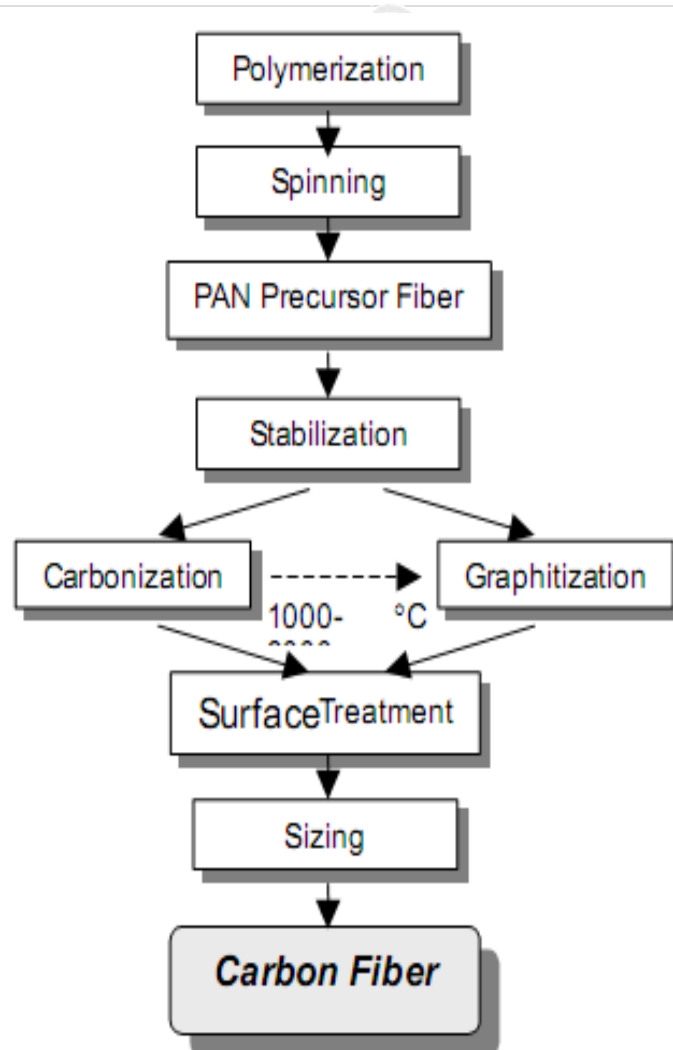 Polymerization
Spinning
PAN Precursor Fiber
Stabilization
Carbonization
Graphitization
1000- °C
Surface Treatment
Sizing
Carbon Fiber